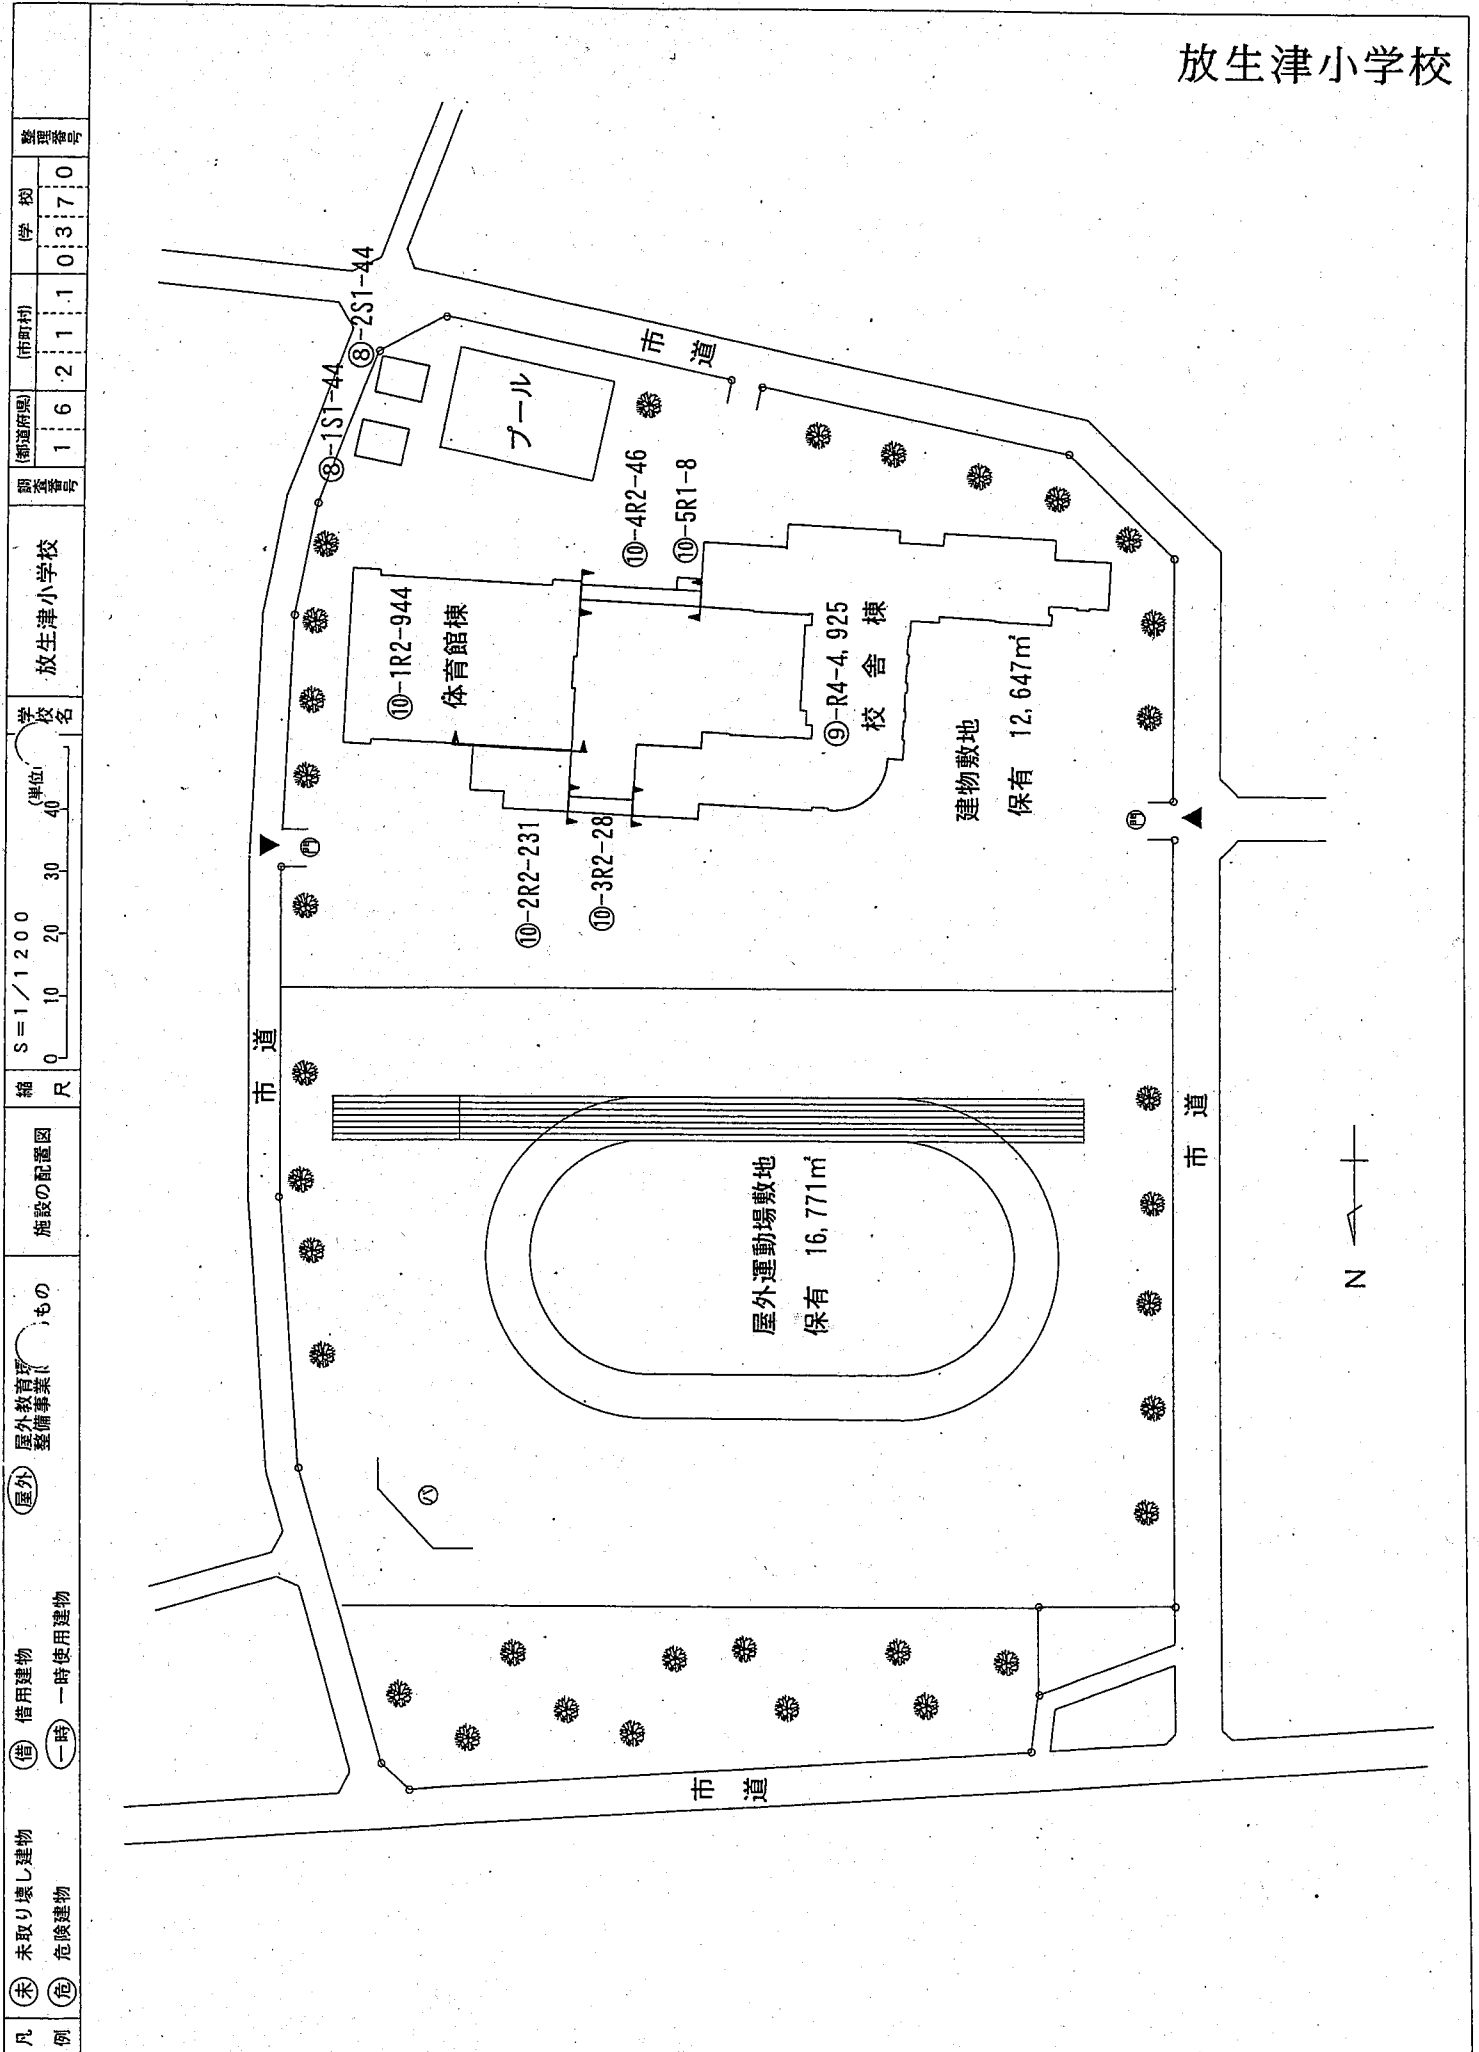 放生津小学校
凡例
未 未取り壊し建物
危 危険建物
借 借用建物
一時 一時使用建物
屋外 屋外教育
整備事業
もの
施設の配置図
縮尺
S=1/1200
0 10 20 30 40
(単位
学校名
放生津小学校
調査番号
(都道府県)
1 6
(市町村)
2 1 1
(学校)
0 3 7 0
整理番号
⑧-1S1-44
⑧-2S1-44
プール
市道
⑩-4R2-46
⑩-5R1-8
⑩-1R2-944
体育館棟
⑨-R4-4,925
校舎棟
⑩-2R2-231
⑩-3R2-28
建物敷地
保有 12,647㎡
門
門
市道
市道
屋外運動場敷地
保有 16,771㎡
バ
市道
N